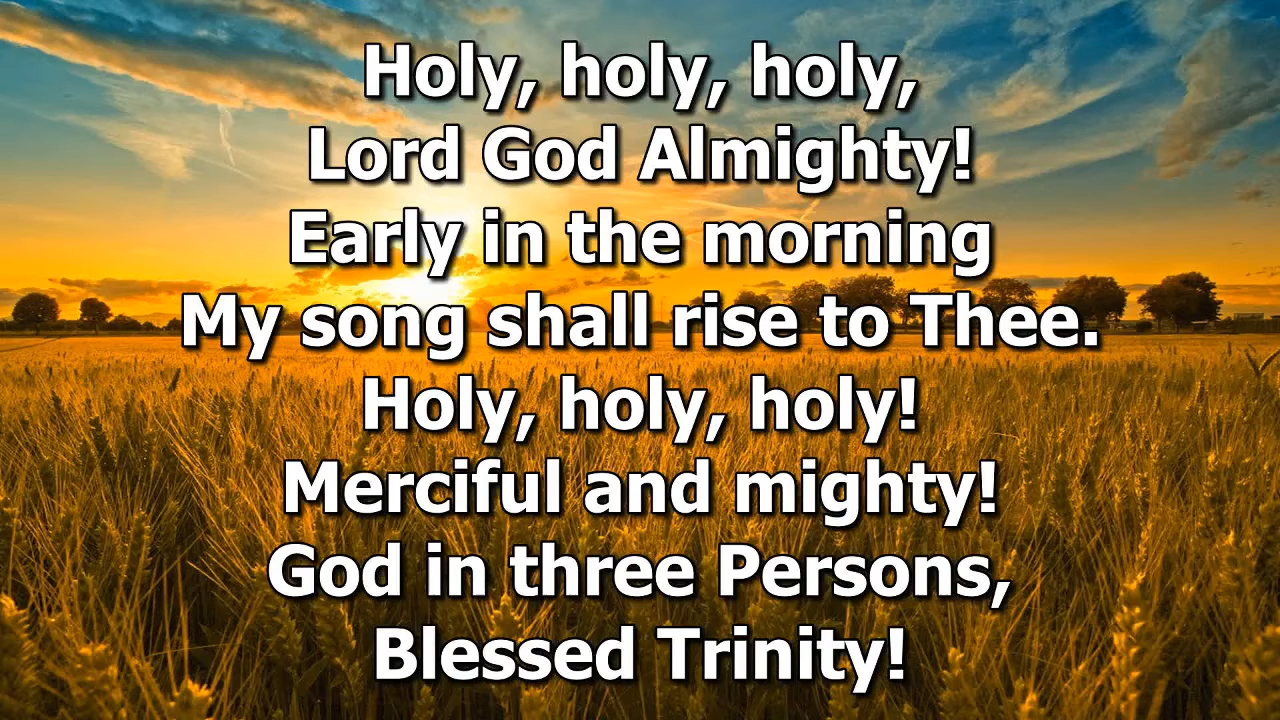 Holy, holy, holy,
Lord God Almighty!
Early in the morning
My song shall rise to Thee.
Holy, holy, holy!
Merciful and mighty!
God in three Persons,
Blessed Trinity!